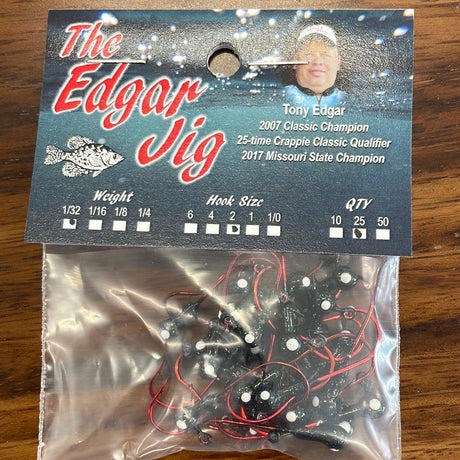 The
Edgar
Jig
Tony Edgar
2007 Classic Champion
25-time Crappie Classic Qualifier
2017 Missouri State Champion
Weight Hook Size QTY
1/32 1/16 1/8 1/4 6 4 2 1 1/0 10 25 50